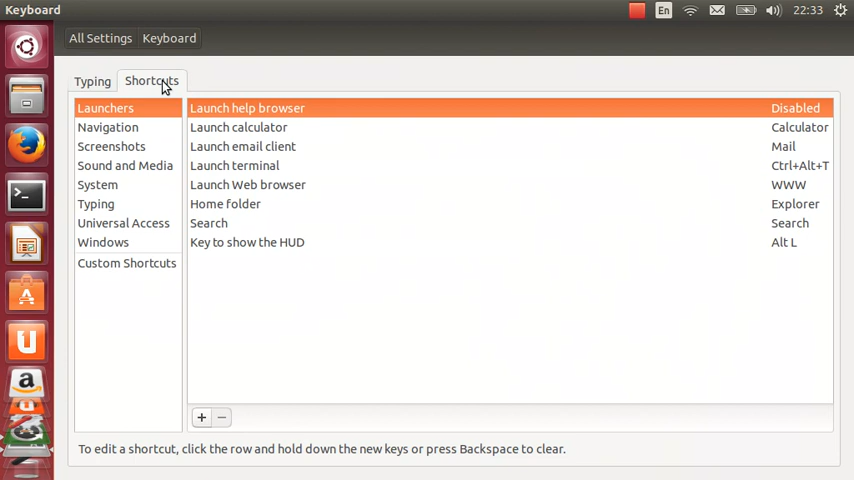 Keyboard En 22:33
All Settings Keyboard
Typing Shortcuts
Launchers Launch help browser Disabled
Navigation Launch calculator Calculator
Screenshots Launch email client Mail
Sound and Media Launch terminal Ctrl+Alt+T
System Launch Web browser WWW
Typing Home folder Explorer
Universal Access Search Search
Windows Key to show the HUD Alt L
Custom Shortcuts
To edit a shortcut, click the row and hold down the new keys or press Backspace to clear.